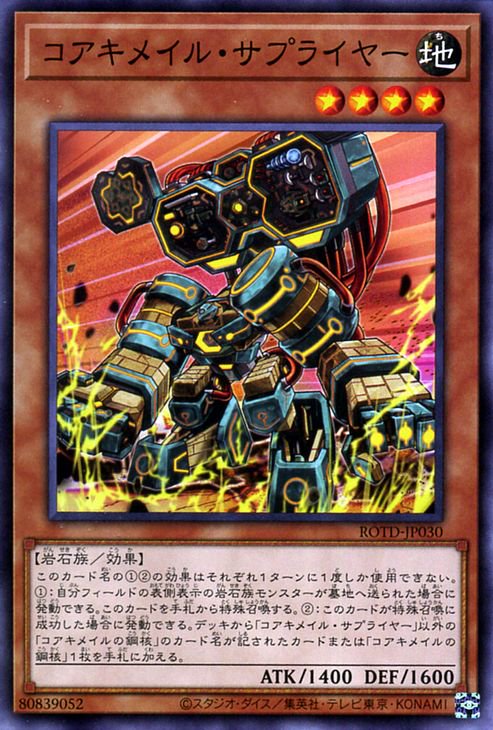 コアキメイル・サプライヤー
地
ROTD-JP030
【岩石族/効果】
このカード名の①②の効果はそれぞれ1ターンに1度しか使用できない。
①:自分フィールドの表側表示の岩石族モンスターが墓地へ送られた場合に
発動できる。このカードを手札から特殊召喚する。②:このカードが特殊召喚に
成功した場合に発動できる。デッキから「コアキメイル・サプライヤー」以外の
「コアキメイルの鋼核」のカード名が記されたカードまたは「コアキメイルの
鋼核」1枚を手札に加える。
ATK/1400 DEF/1600
80839052
©スタジオ・ダイス/集英社・テレビ東京・KONAMI